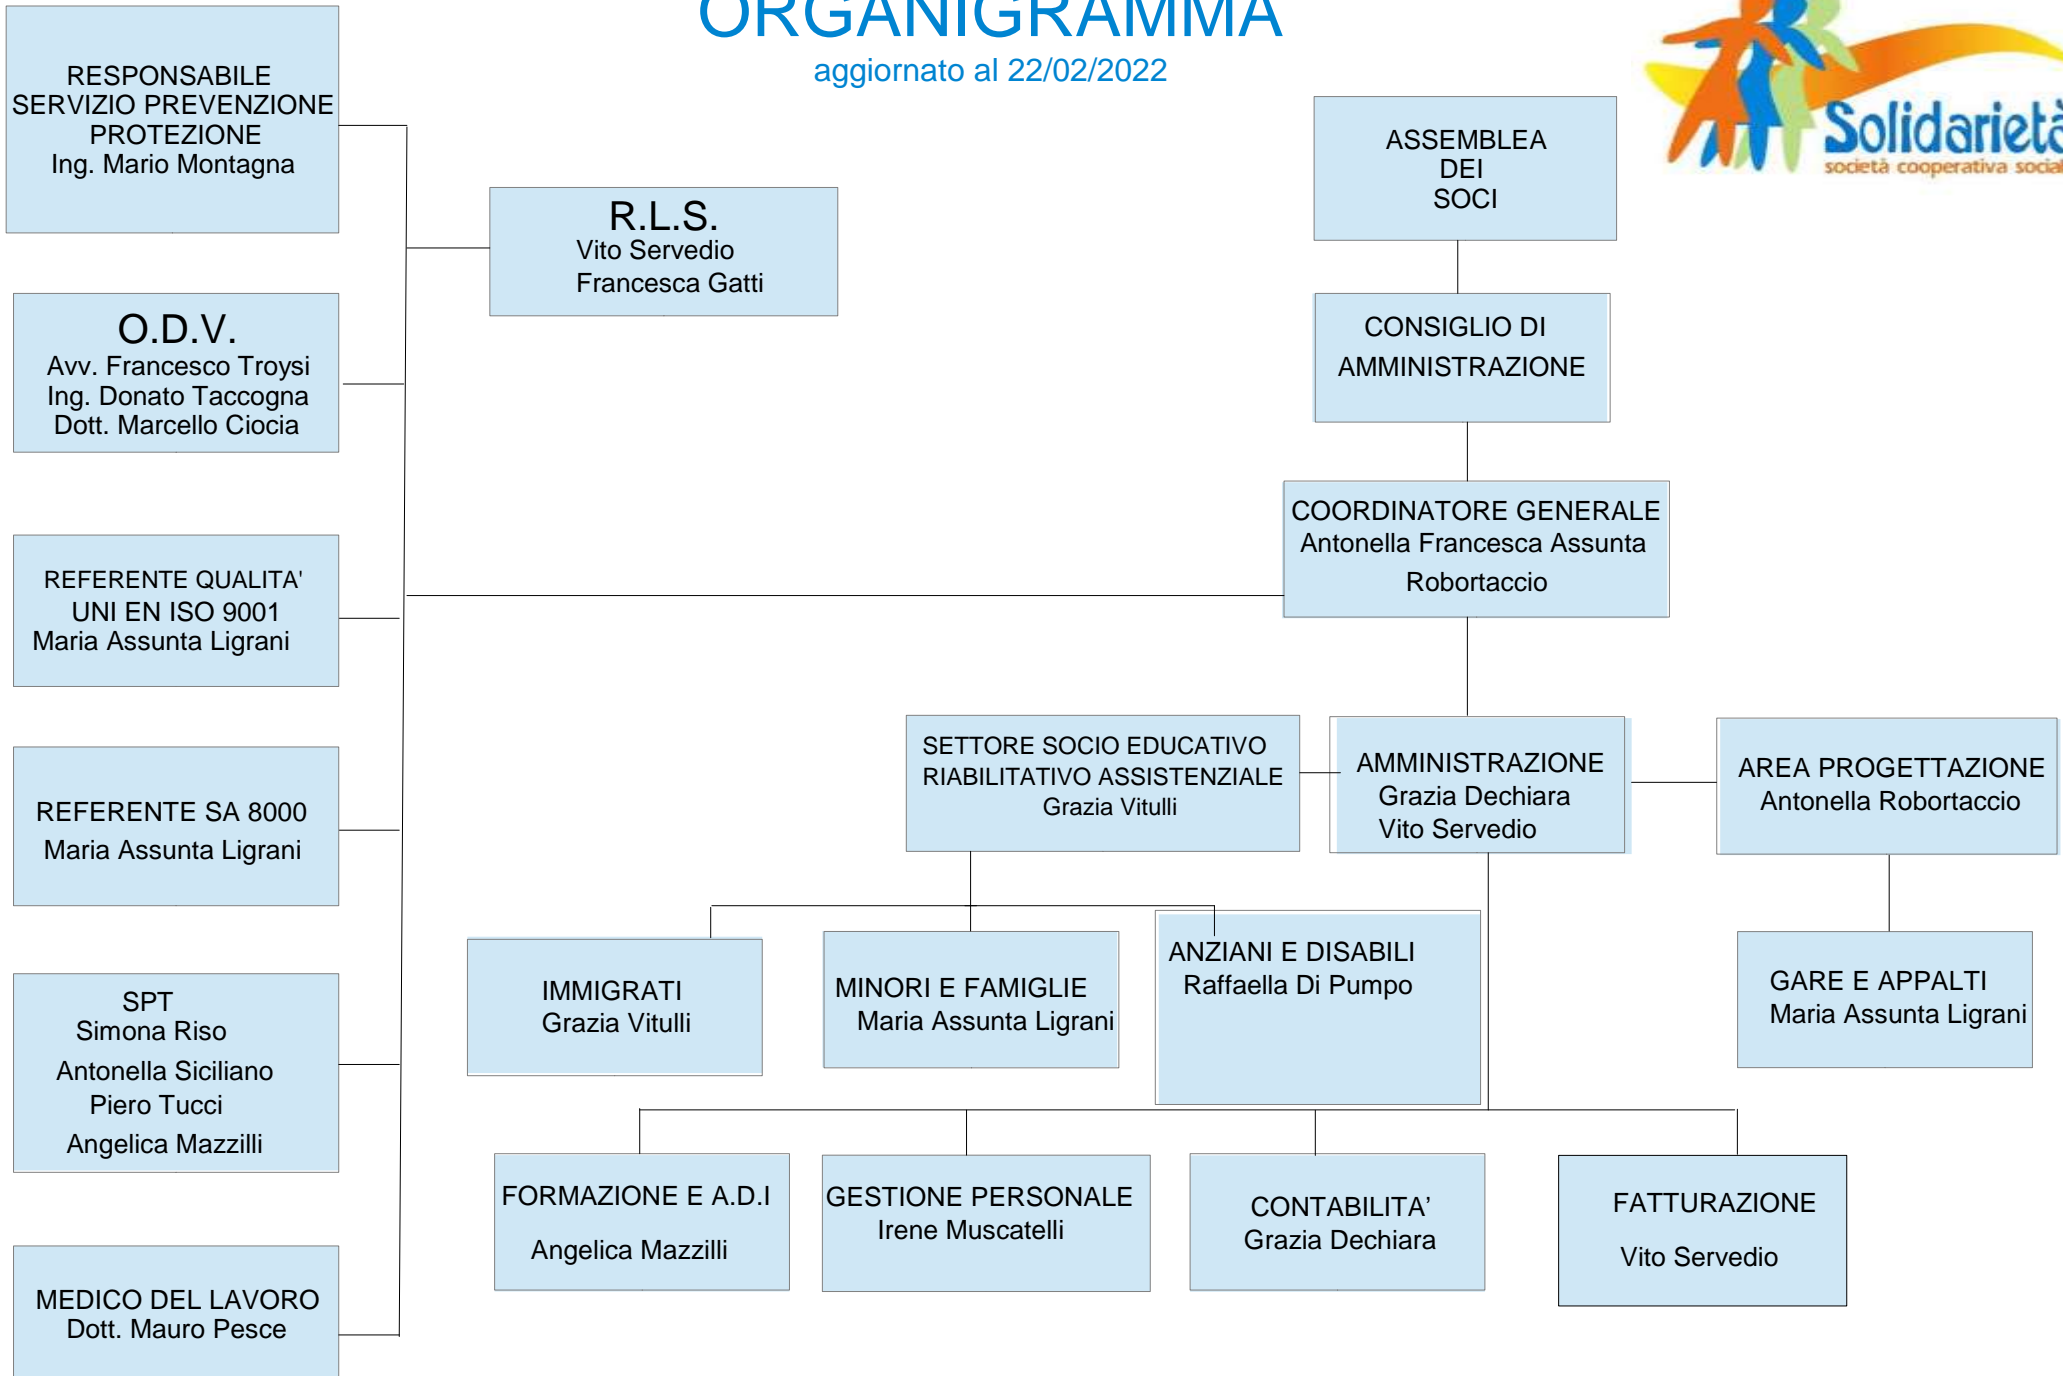 ORGANIGRAMMA
aggiornato al 22/02/2022
Solidarietà
società cooperativa social
RESPONSABILE
SERVIZIO PREVENZIONE
PROTEZIONE
Ing. Mario Montagna
R.L.S.
Vito Servedio
Francesca Gatti
ASSEMBLEA
DEI
SOCI
O.D.V.
Avv. Francesco Troysi
Ing. Donato Taccogna
Dott. Marcello Ciocia
CONSIGLIO DI
AMMINISTRAZIONE
COORDINATORE GENERALE
Antonella Francesca Assunta
Robortaccio
REFERENTE QUALITA'
UNI EN ISO 9001
Maria Assunta Ligrani
REFERENTE SA 8000
Maria Assunta Ligrani
SETTORE SOCIO EDUCATIVO
RIABILITATIVO ASSISTENZIALE
Grazia Vitulli
AMMINISTRAZIONE
Grazia Dechiara
Vito Servedio
AREA PROGETTAZIONE
Antonella Robortaccio
SPT
Simona Riso
Antonella Siciliano
Piero Tucci
Angelica Mazzilli
IMMIGRATI
Grazia Vitulli
MINORI E FAMIGLIE
Maria Assunta Ligrani
ANZIANI E DISABILI
Raffaella Di Pumpo
GARE E APPALTI
Maria Assunta Ligrani
FORMAZIONE E A.D.I
Angelica Mazzilli
GESTIONE PERSONALE
Irene Muscatelli
CONTABILITA’
Grazia Dechiara
FATTURAZIONE
Vito Servedio
MEDICO DEL LAVORO
Dott. Mauro Pesce